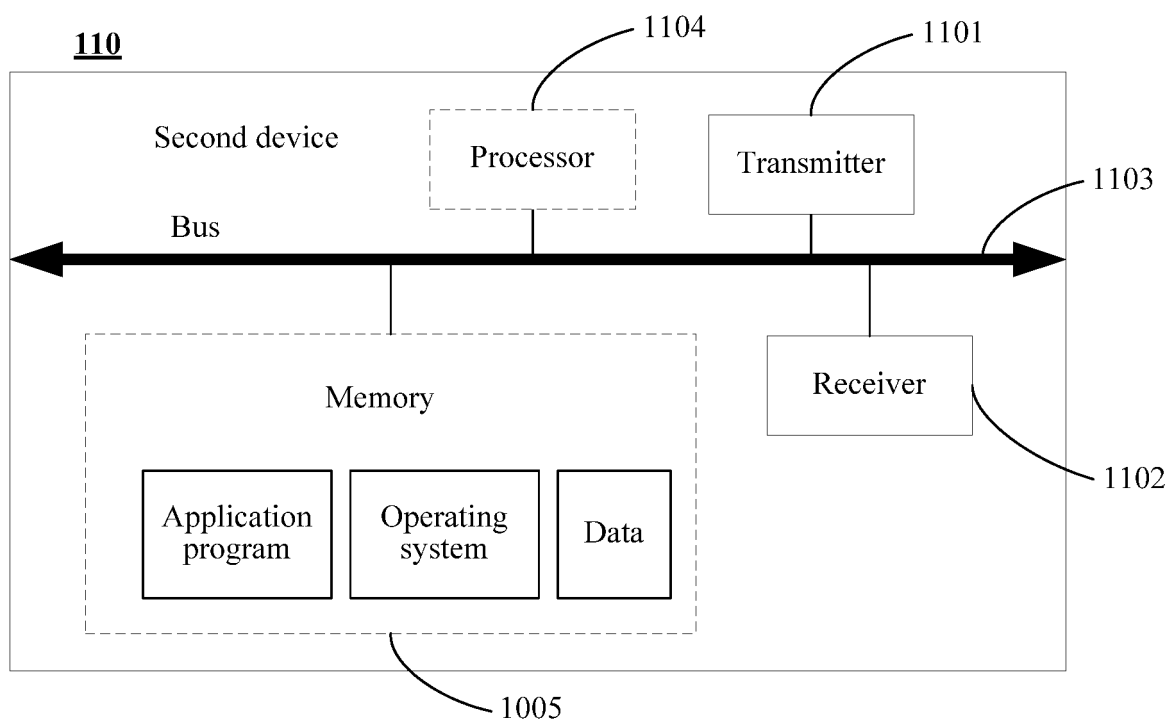 110
1104
1101
Second device
Processor
Transmitter
1103
Bus
Memory
Receiver
1102
Application
program
Operating
system
Data
1005